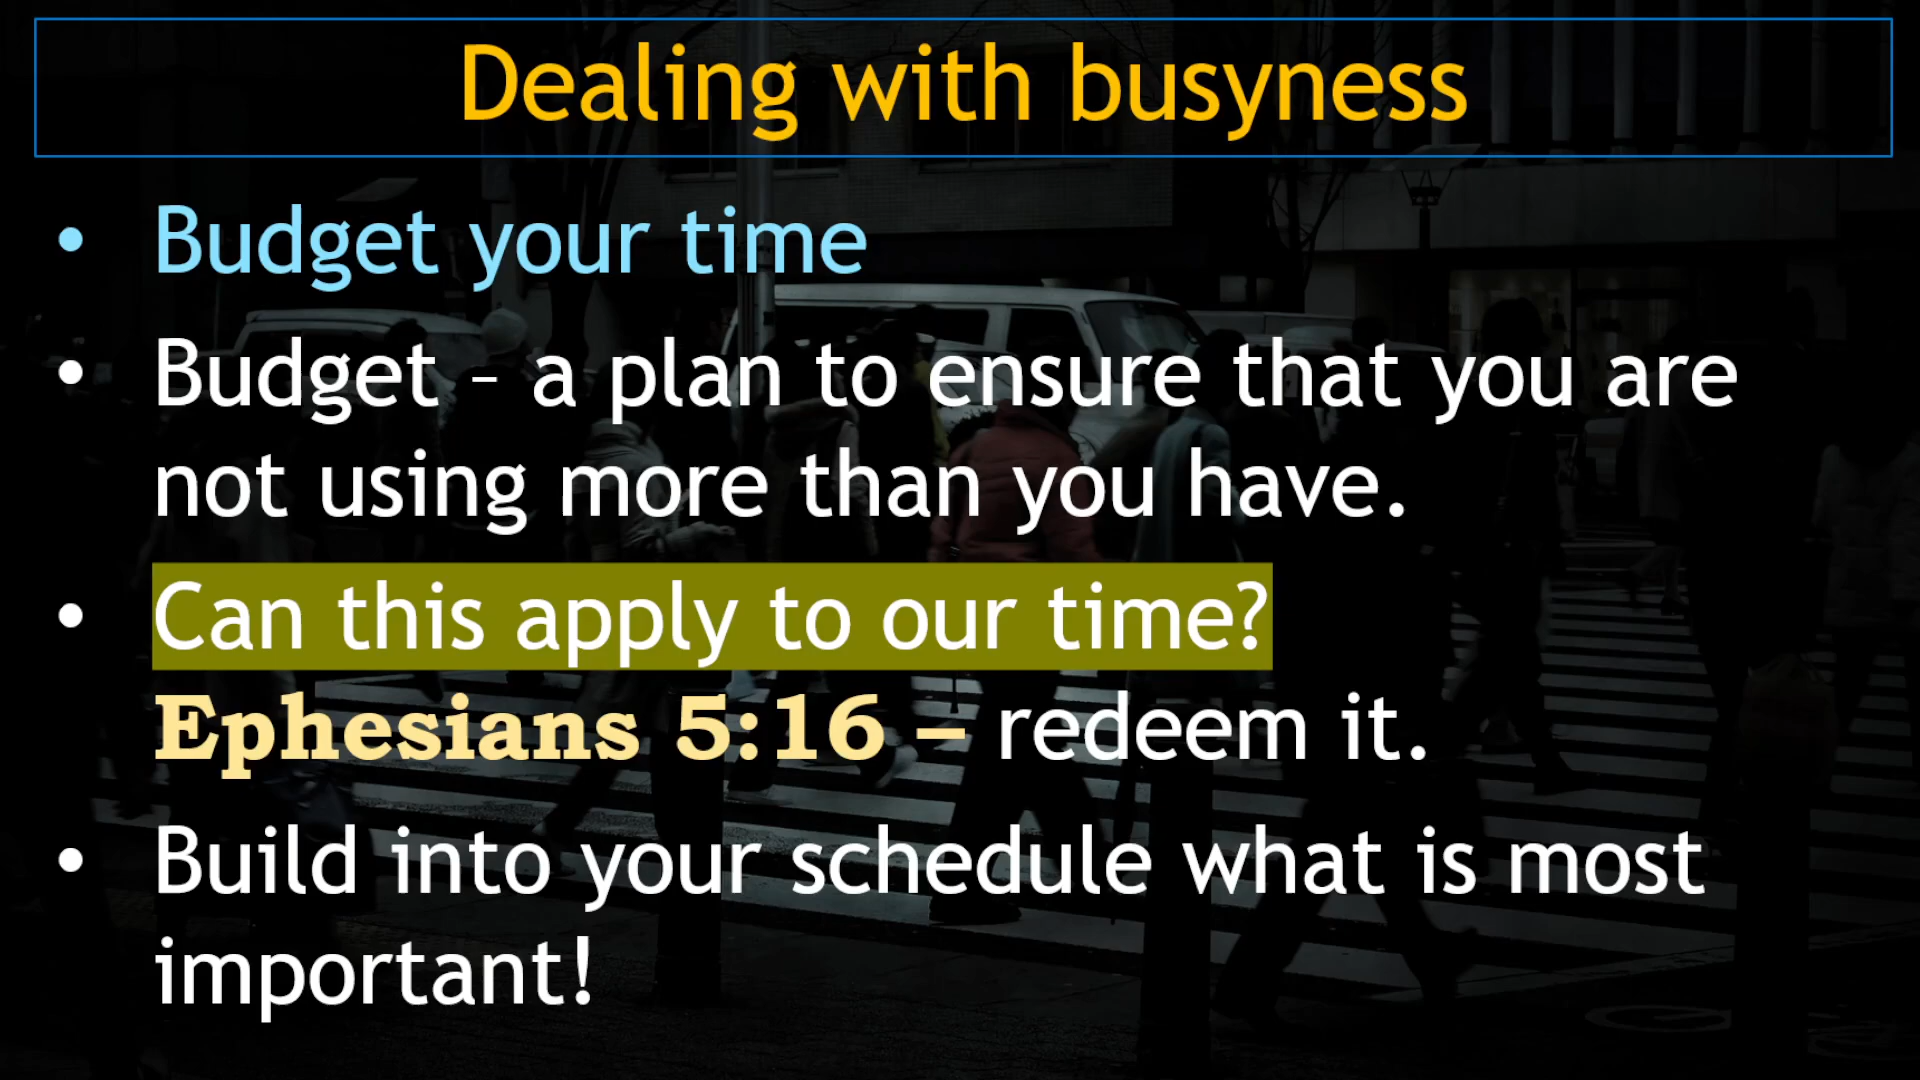 Dealing with busyness
• Budget your time
• Budget – a plan to ensure that you are
not using more than you have.
• Can this apply to our time?
Ephesians 5:16 – redeem it.
• Build into your schedule what is most
important!